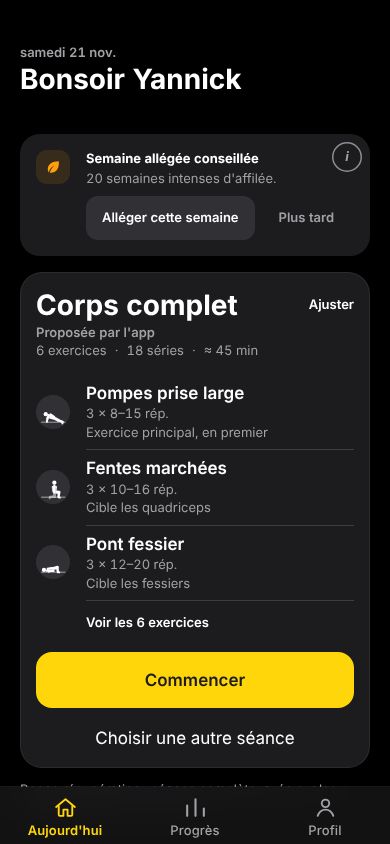 samedi 21 nov.
Bonsoir Yannick
Semaine allégée conseillée
i
20 semaines intenses d'affilée.
Alléger cette semaine
Plus tard
Corps complet
Ajuster
Proposée par l'app
6 exercices · 18 séries · ≈ 45 min
Pompes prise large
3 × 8–15 rép.
Exercice principal, en premier
Fentes marchées
3 × 10–16 rép.
Cible les quadriceps
Pont fessier
3 × 12–20 rép.
Cible les fessiers
Voir les 6 exercices
Commencer
Choisir une autre séance
Aujourd'hui
Progrès
Profil